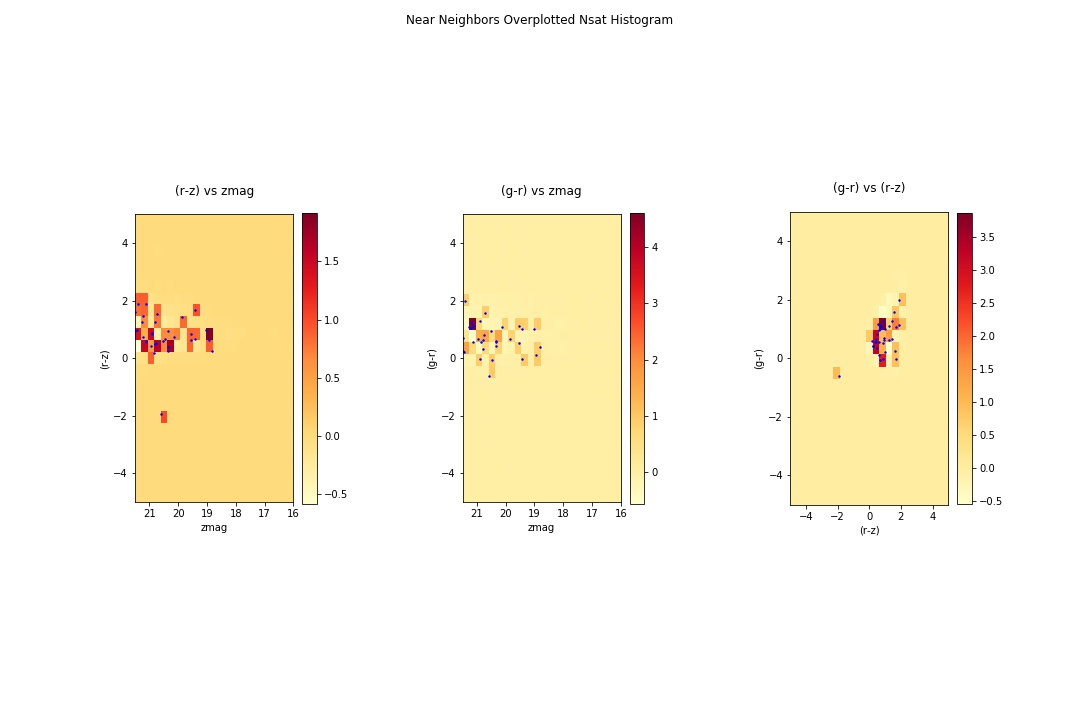 Near Neighbors Overplotted Nsat Histogram
(r-z) vs zmag
4
2
0
−2
−4
(r-z)
21 20 19 18 17 16
zmag
1.5
1.0
0.5
0.0
−0.5
(g-r) vs zmag
4
2
0
−2
−4
(g-r)
21 20 19 18 17 16
zmag
4
3
2
1
0
(g-r) vs (r-z)
4
2
0
−2
−4
(g-r)
−4 −2 0 2 4
(r-z)
3.5
3.0
2.5
2.0
1.5
1.0
0.5
0.0
−0.5